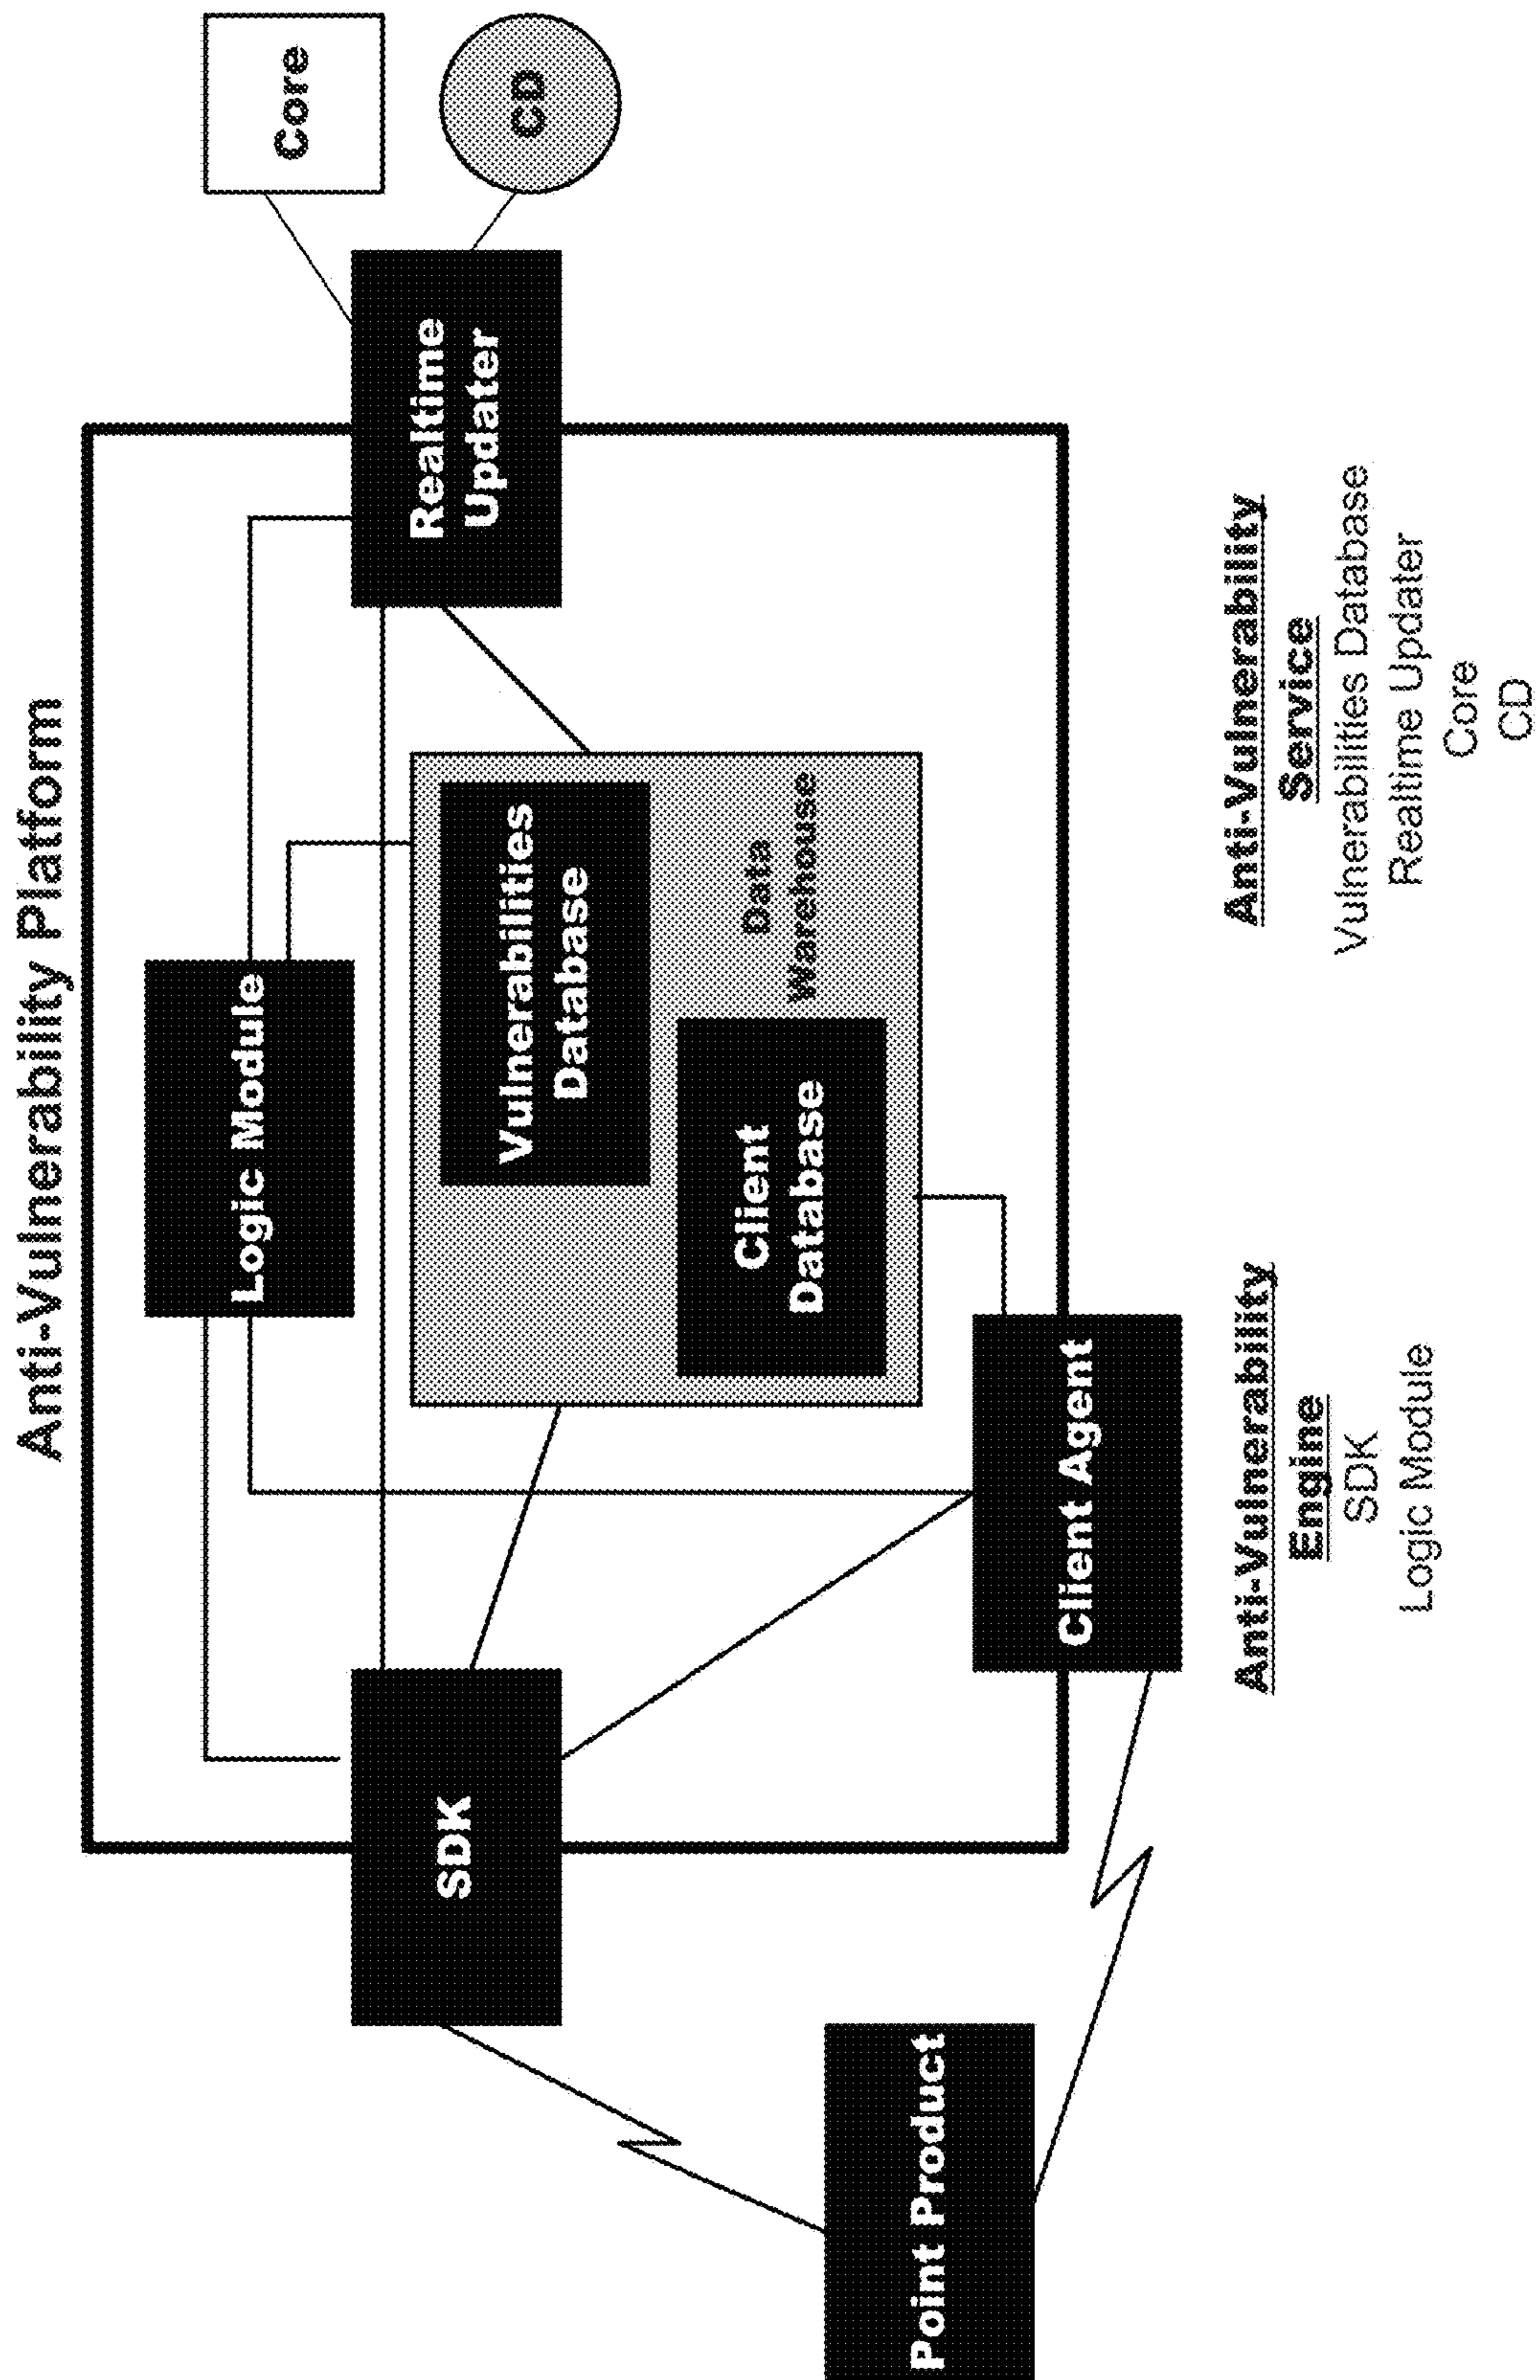 Anti-Vulnerability Platform
Logic Module
Core
CD
Realtime
Updater
SDK
Vulnerabilities
Database
Data
Warehouse
Client
Database
Client Agent
Point Product
Anti-Vulnerability
Engine
SDK
Logic Module
Anti-Vulnerability
Service
Vulnerabilities Database
Realtime Updater
Core
CD